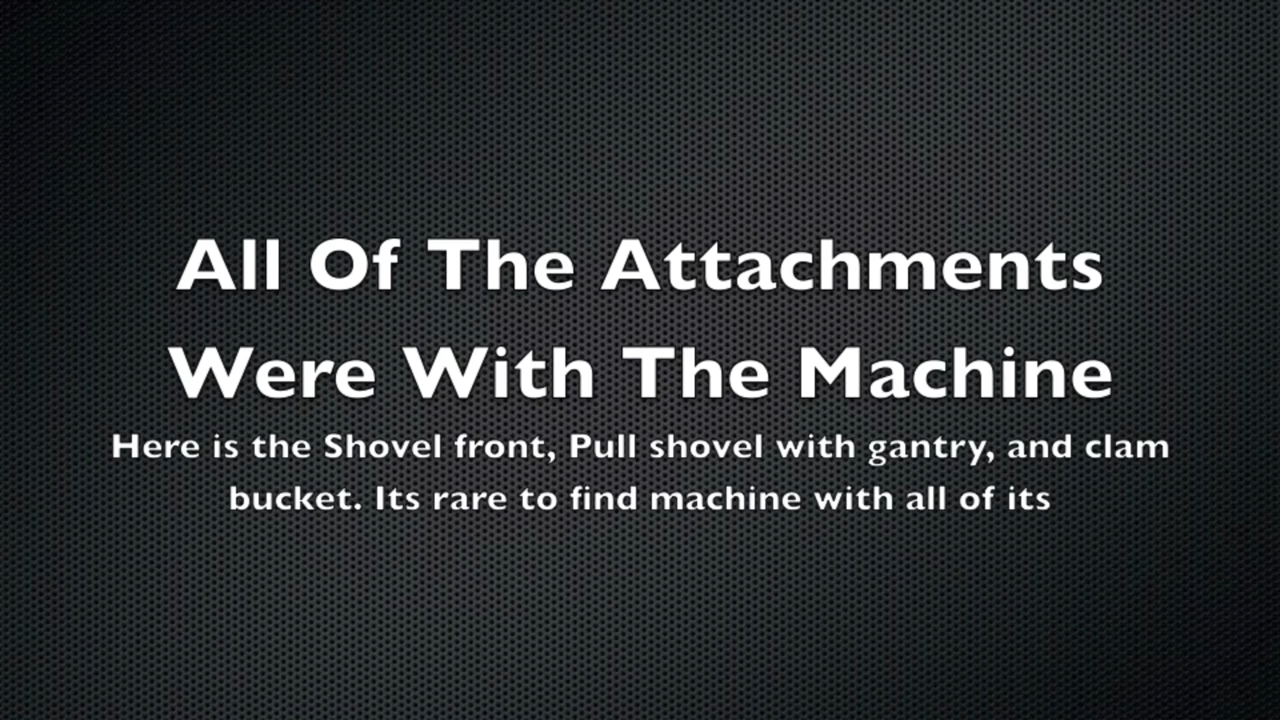 All Of The Attachments
Were With The Machine
Here is the Shovel front, Pull shovel with gantry, and clam
bucket. Its rare to find machine with all of its